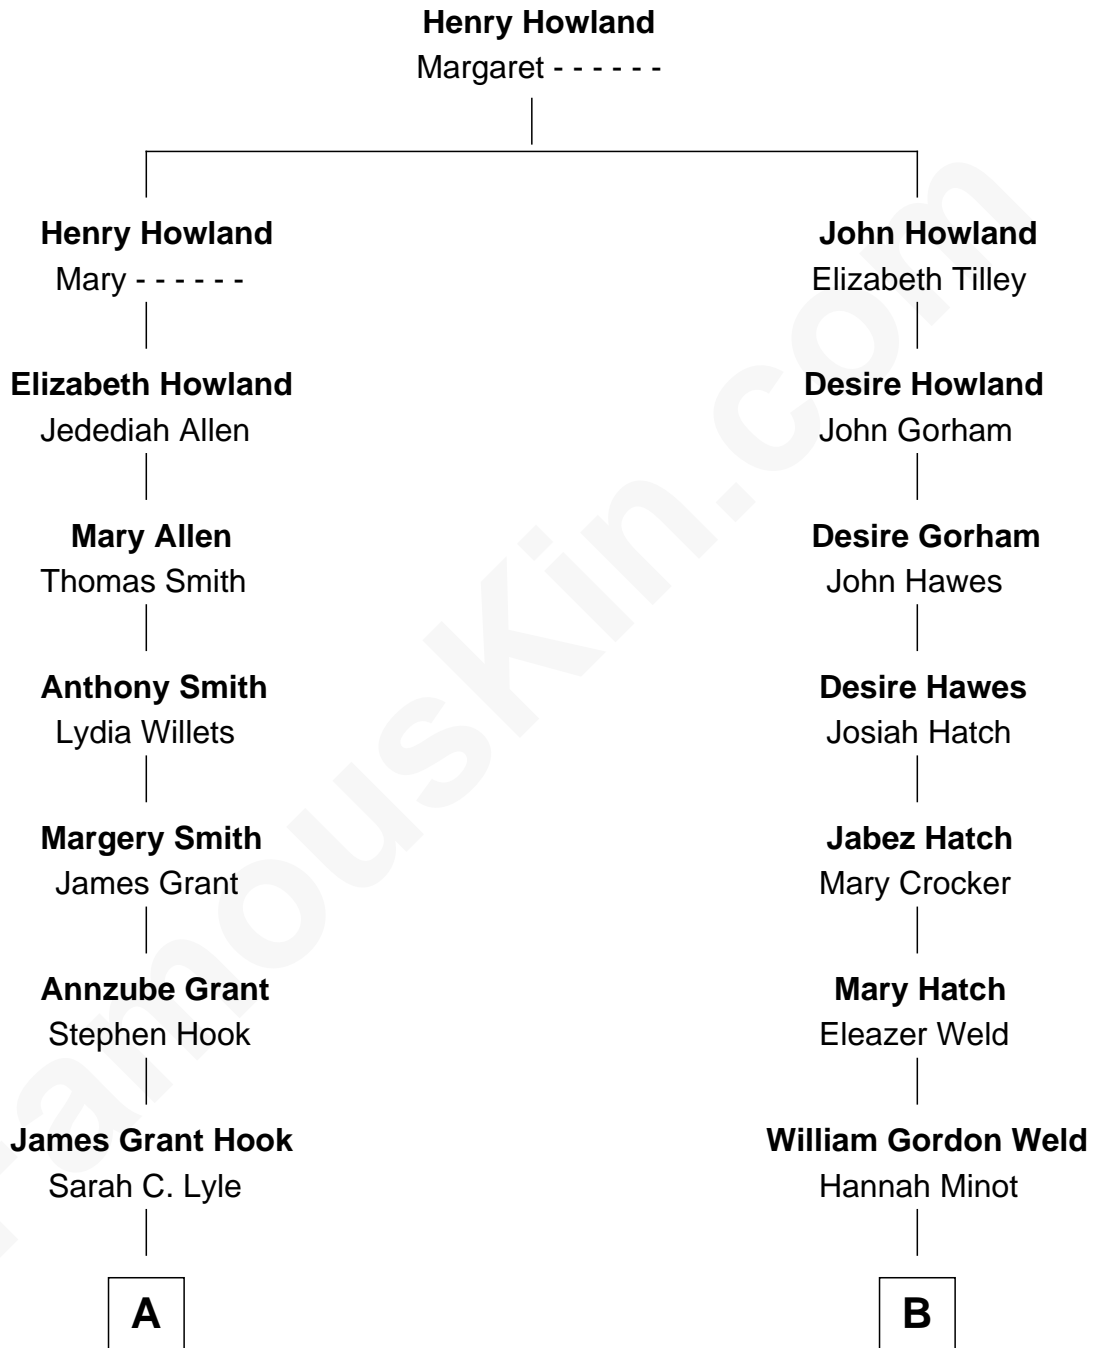 Henry Howland
Margaret - - - - - -
Henry Howland
Mary - - - - - -
John Howland
Elizabeth Tilley
Elizabeth Howland
Jedediah Allen
Desire Howland
John Gorham
Mary Allen
Thomas Smith
Desire Gorham
John Hawes
Anthony Smith
Lydia Willets
Desire Hawes
Josiah Hatch
Margery Smith
James Grant
Jabez Hatch
Mary Crocker
Annzube Grant
Stephen Hook
Mary Hatch
Eleazer Weld
James Grant Hook
Sarah C. Lyle
William Gordon Weld
Hannah Minot
A
B
FamousKin.com